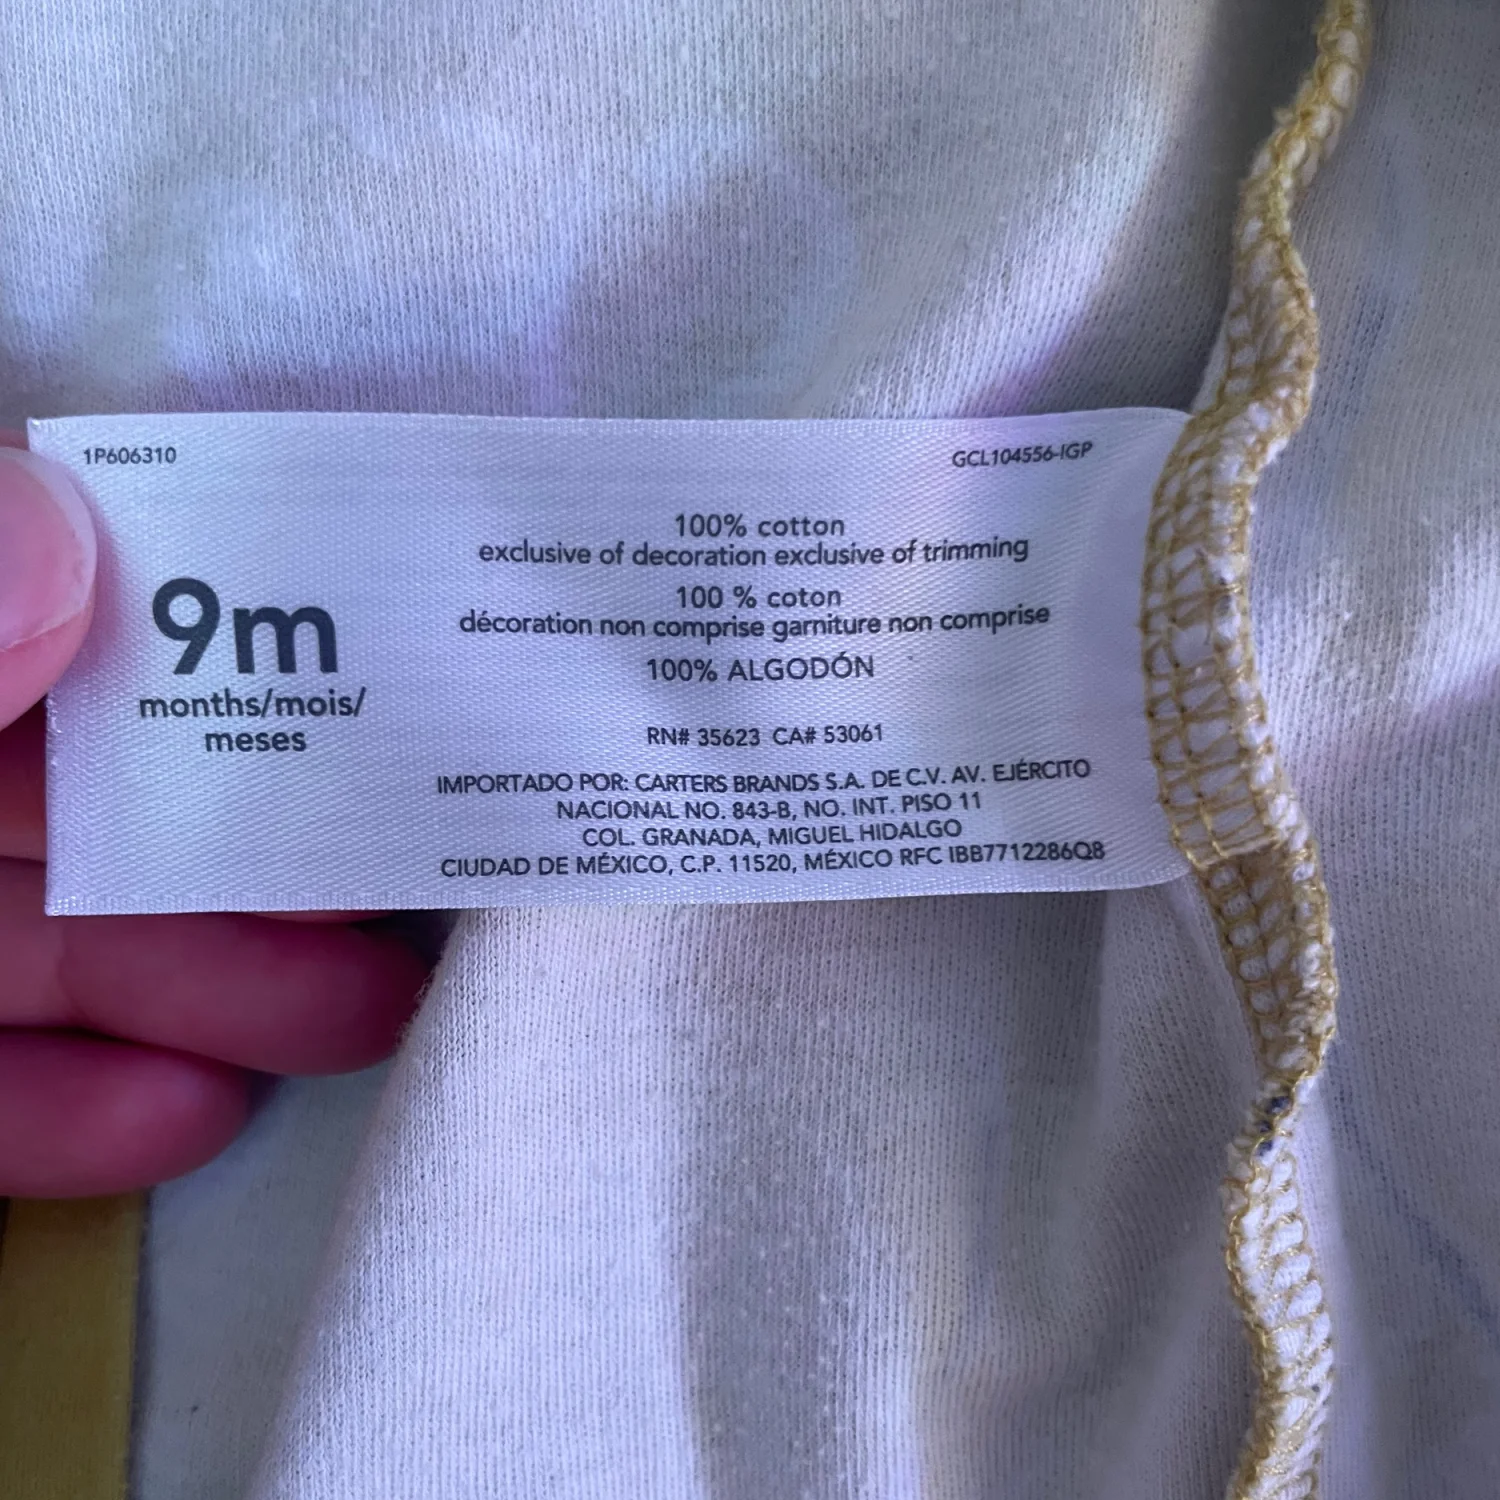 1P606310
GCL104556-IGP
100% cotton
exclusive of decoration exclusive of trimming
100 % coton
décoration non comprise garniture non comprise
100% ALGODÓN
9m
months/mois/
meses
RN# 35623 CA# 53061
IMPORTADO POR: CARTERS BRANDS S.A. DE C.V. AV. EJÉRCITO
NACIONAL NO. 843-B, NO. INT. PISO 11
COL. GRANADA, MIGUEL HIDALGO
CIUDAD DE MÉXICO, C.P. 11520, MÉXICO RFC IBB7712286Q8